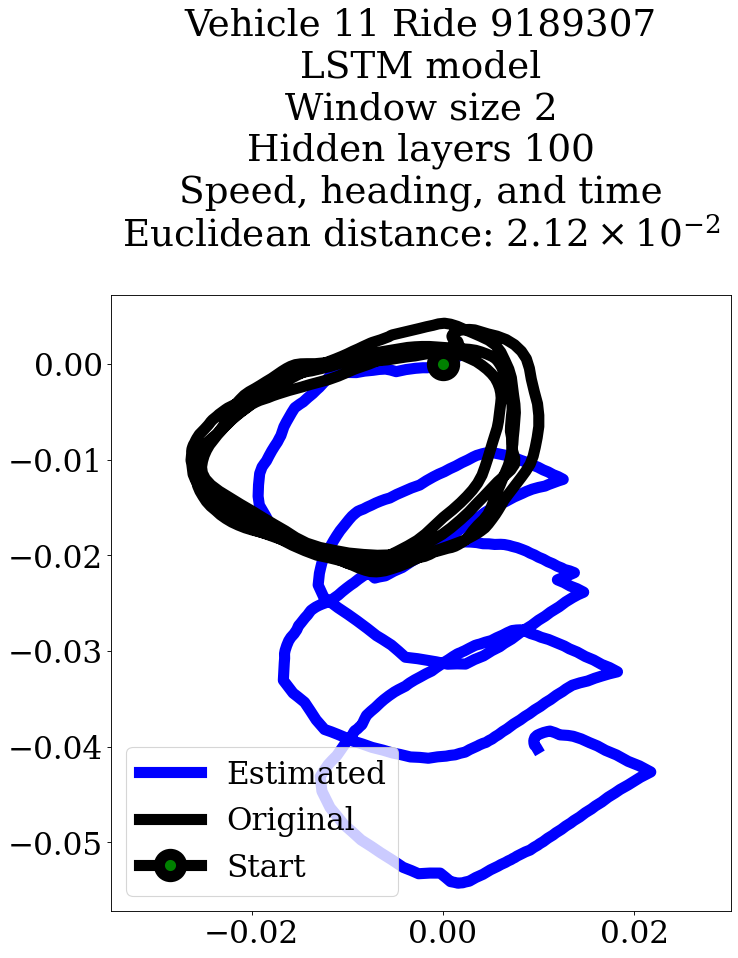 Vehicle 11 Ride 9189307
LSTM model
Window size 2
Hidden layers 100
Speed, heading, and time
Euclidean distance: 2.12 × 10⁻²
0.00
−0.01
−0.02
−0.03
−0.04
−0.05
Estimated
Original
Start
−0.02 0.00 0.02